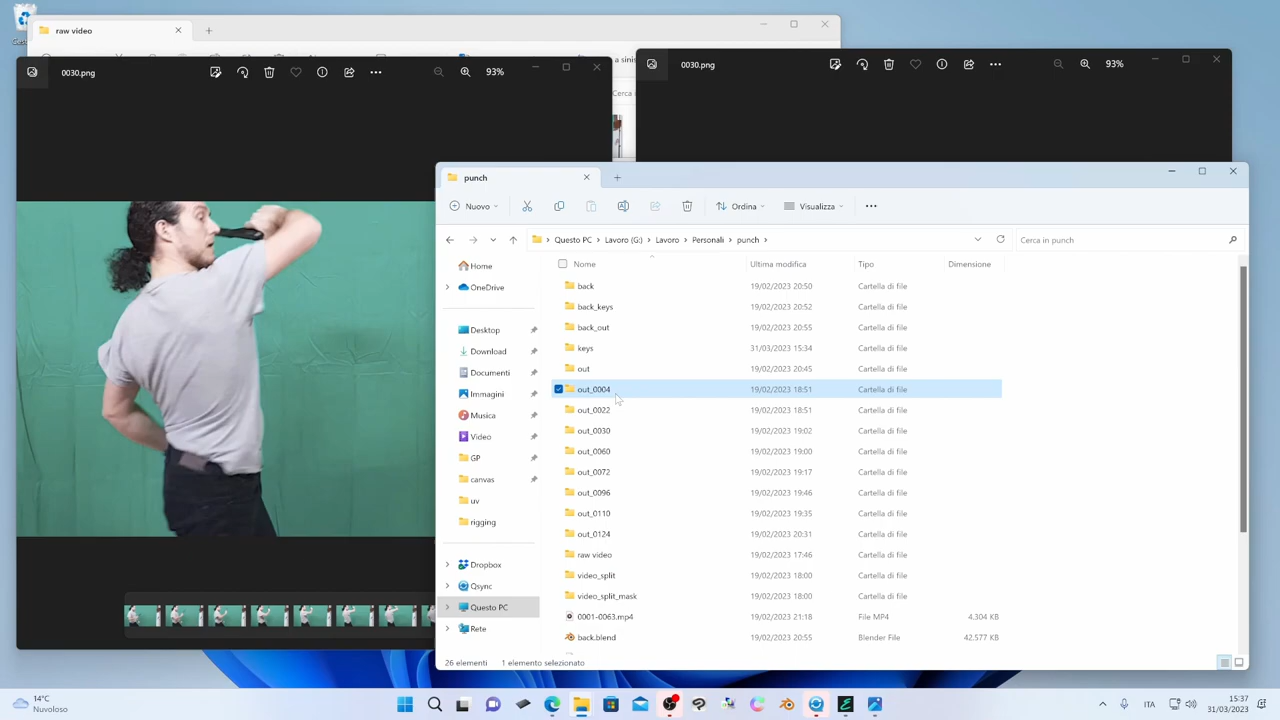 raw video
0030.png
93%
0030.png
93%
a sinis
Cerca i
punch
Nuovo
Ordina
Visualizza
Questo PC > Lavoro (G:) > Lavoro > Personali > punch >
Cerca in punch
Home
OneDrive
Desktop
Download
Documenti
Immagini
Musica
Video
GP
canvas
uv
rigging
Dropbox
Qsync
Questo PC
Rete
Nome Ultima modifica Tipo Dimensione
back 19/02/2023 20:50 Cartella di file
back_keys 19/02/2023 20:52 Cartella di file
back_out 19/02/2023 20:55 Cartella di file
keys 31/03/2023 15:34 Cartella di file
out 19/02/2023 20:45 Cartella di file
out_0004 19/02/2023 18:51 Cartella di file
out_0022 19/02/2023 18:51 Cartella di file
out_0030 19/02/2023 19:02 Cartella di file
out_0060 19/02/2023 19:00 Cartella di file
out_0072 19/02/2023 19:17 Cartella di file
out_0096 19/02/2023 19:46 Cartella di file
out_0110 19/02/2023 19:35 Cartella di file
out_0124 19/02/2023 20:31 Cartella di file
raw video 19/02/2023 17:46 Cartella di file
video_split 19/02/2023 18:00 Cartella di file
video_split_mask 19/02/2023 18:00 Cartella di file
0001-0063.mp4 19/02/2023 21:18 File MP4 4.304 KB
back.blend 19/02/2023 20:55 Blender File 42.577 KB
26 elementi 1 elemento selezionato
14°C
Nuvoloso
ITA
15:37
31/03/2023